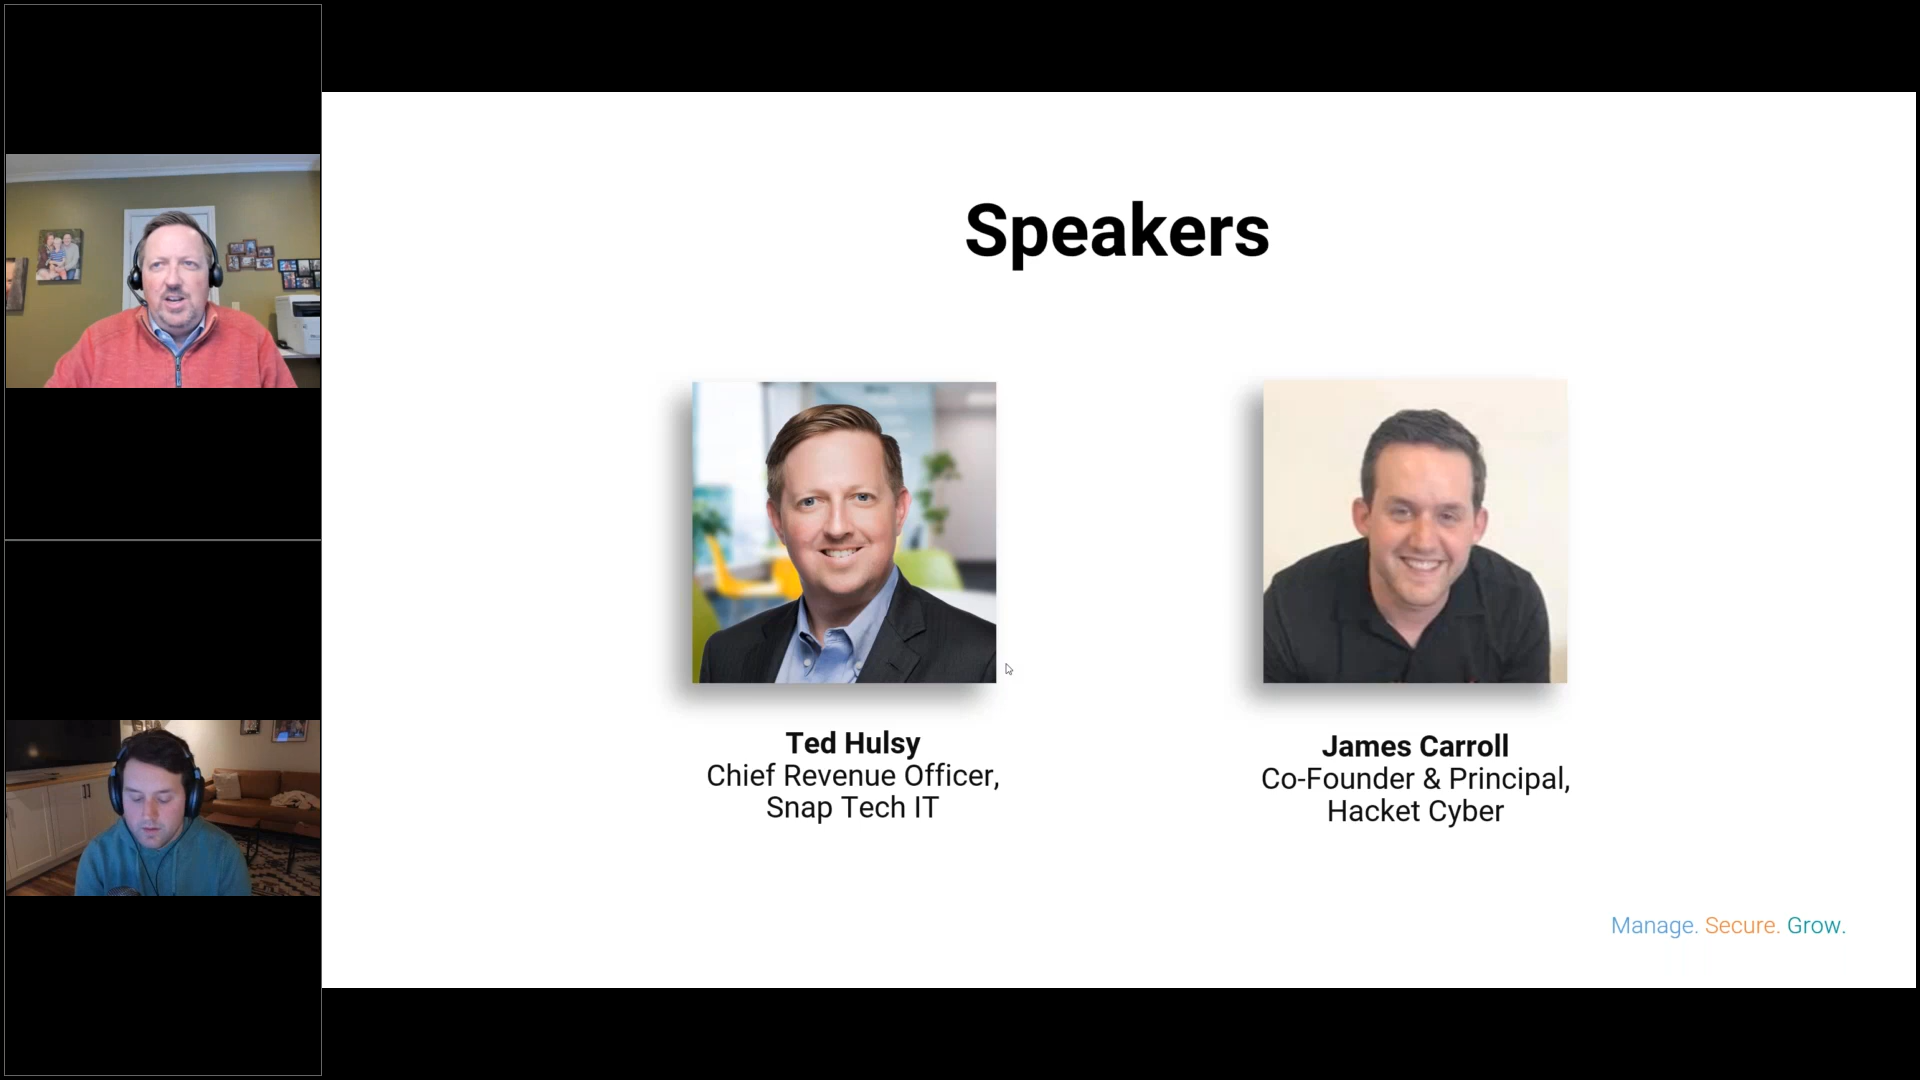 Speakers
Ted Hulsy
Chief Revenue Officer,
Snap Tech IT
James Carroll
Co-Founder & Principal,
Hacket Cyber
Manage. Secure. Grow.